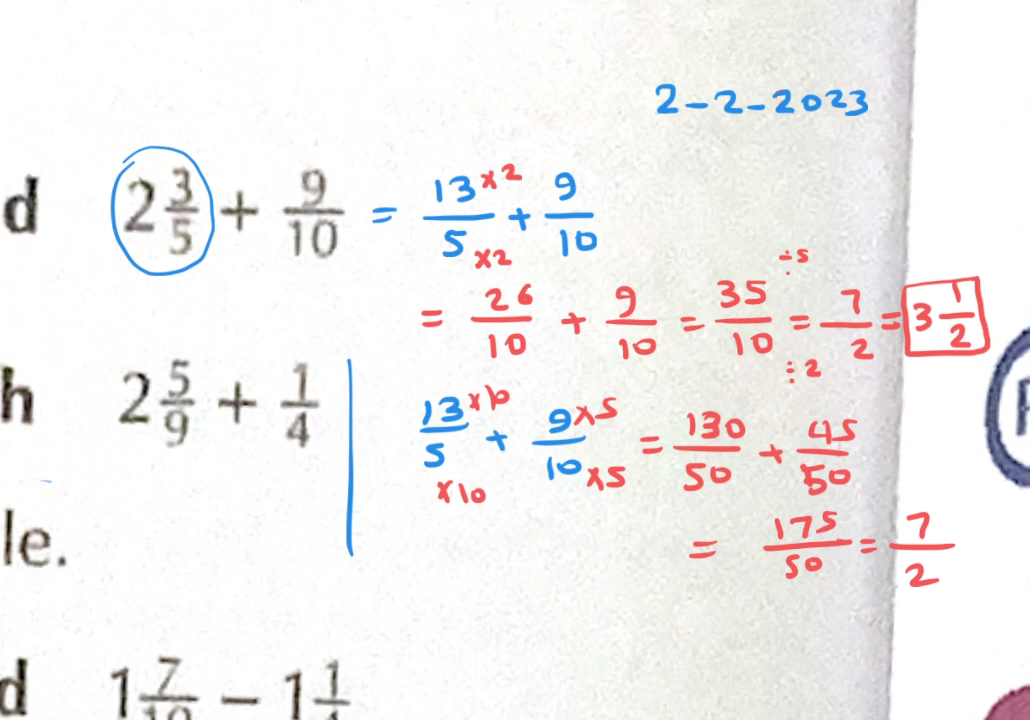 2-2-2023
d 2 3/5 + 9/10 = 13×2/5×2 + 9/10
= 26/10 + 9/10 = 35/10 ÷5/÷2 = 7/2 = 3 1/2
h 2 5/9 + 1/4
13×10/5×10 + 9×5/10×5 = 130/50 + 45/50
le.
= 175/50 = 7/2
d 1 7/10 - 1 1/